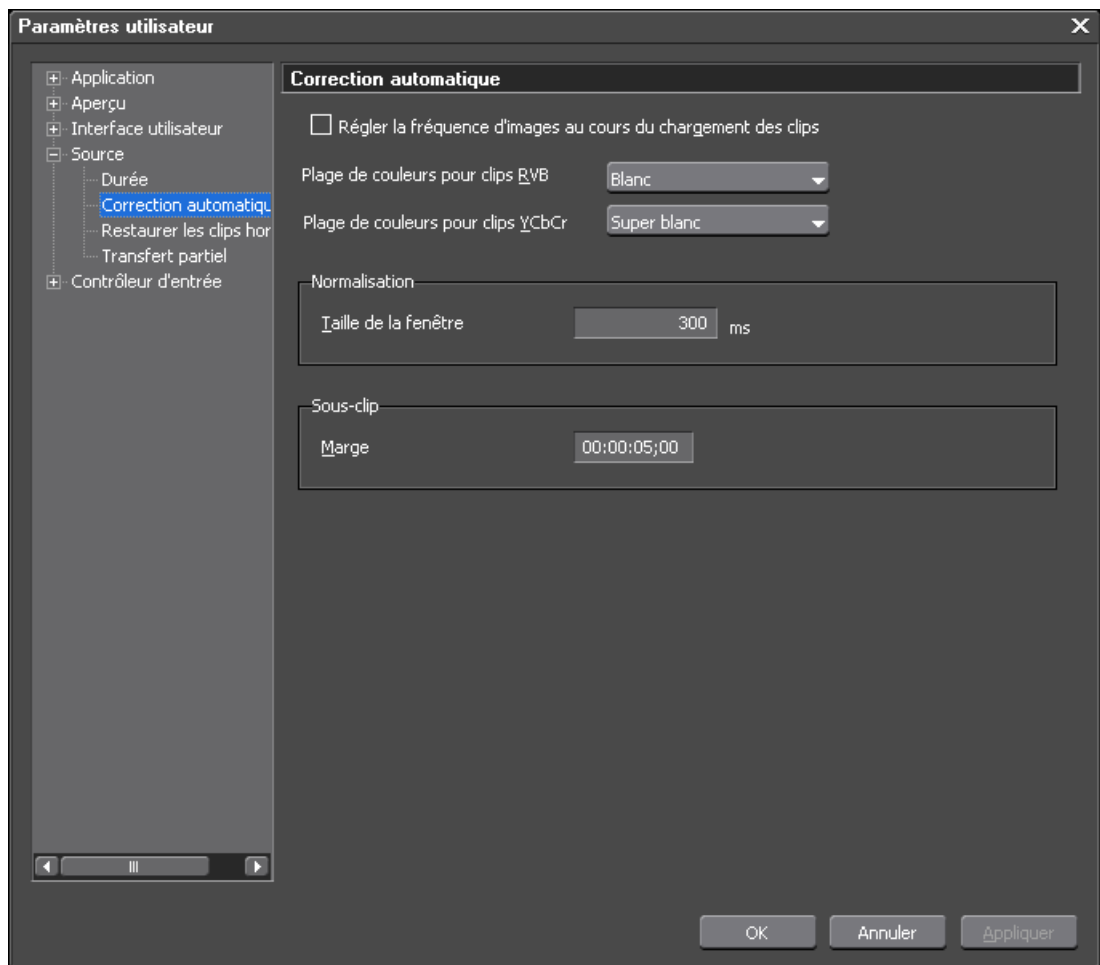 Paramètres utilisateur
Application
Aperçu
Interface utilisateur
Source
Durée
Correction automatiqu
Restaurer les clips hor
Transfert partiel
Contrôleur d'entrée
Correction automatique
Régler la fréquence d'images au cours du chargement des clips
Plage de couleurs pour clips RVB Blanc
Plage de couleurs pour clips YCbCr Super blanc
Normalisation
Taille de la fenêtre 300 ms
Sous-clip
Marge 00:00:05;00
OK Annuler Appliquer